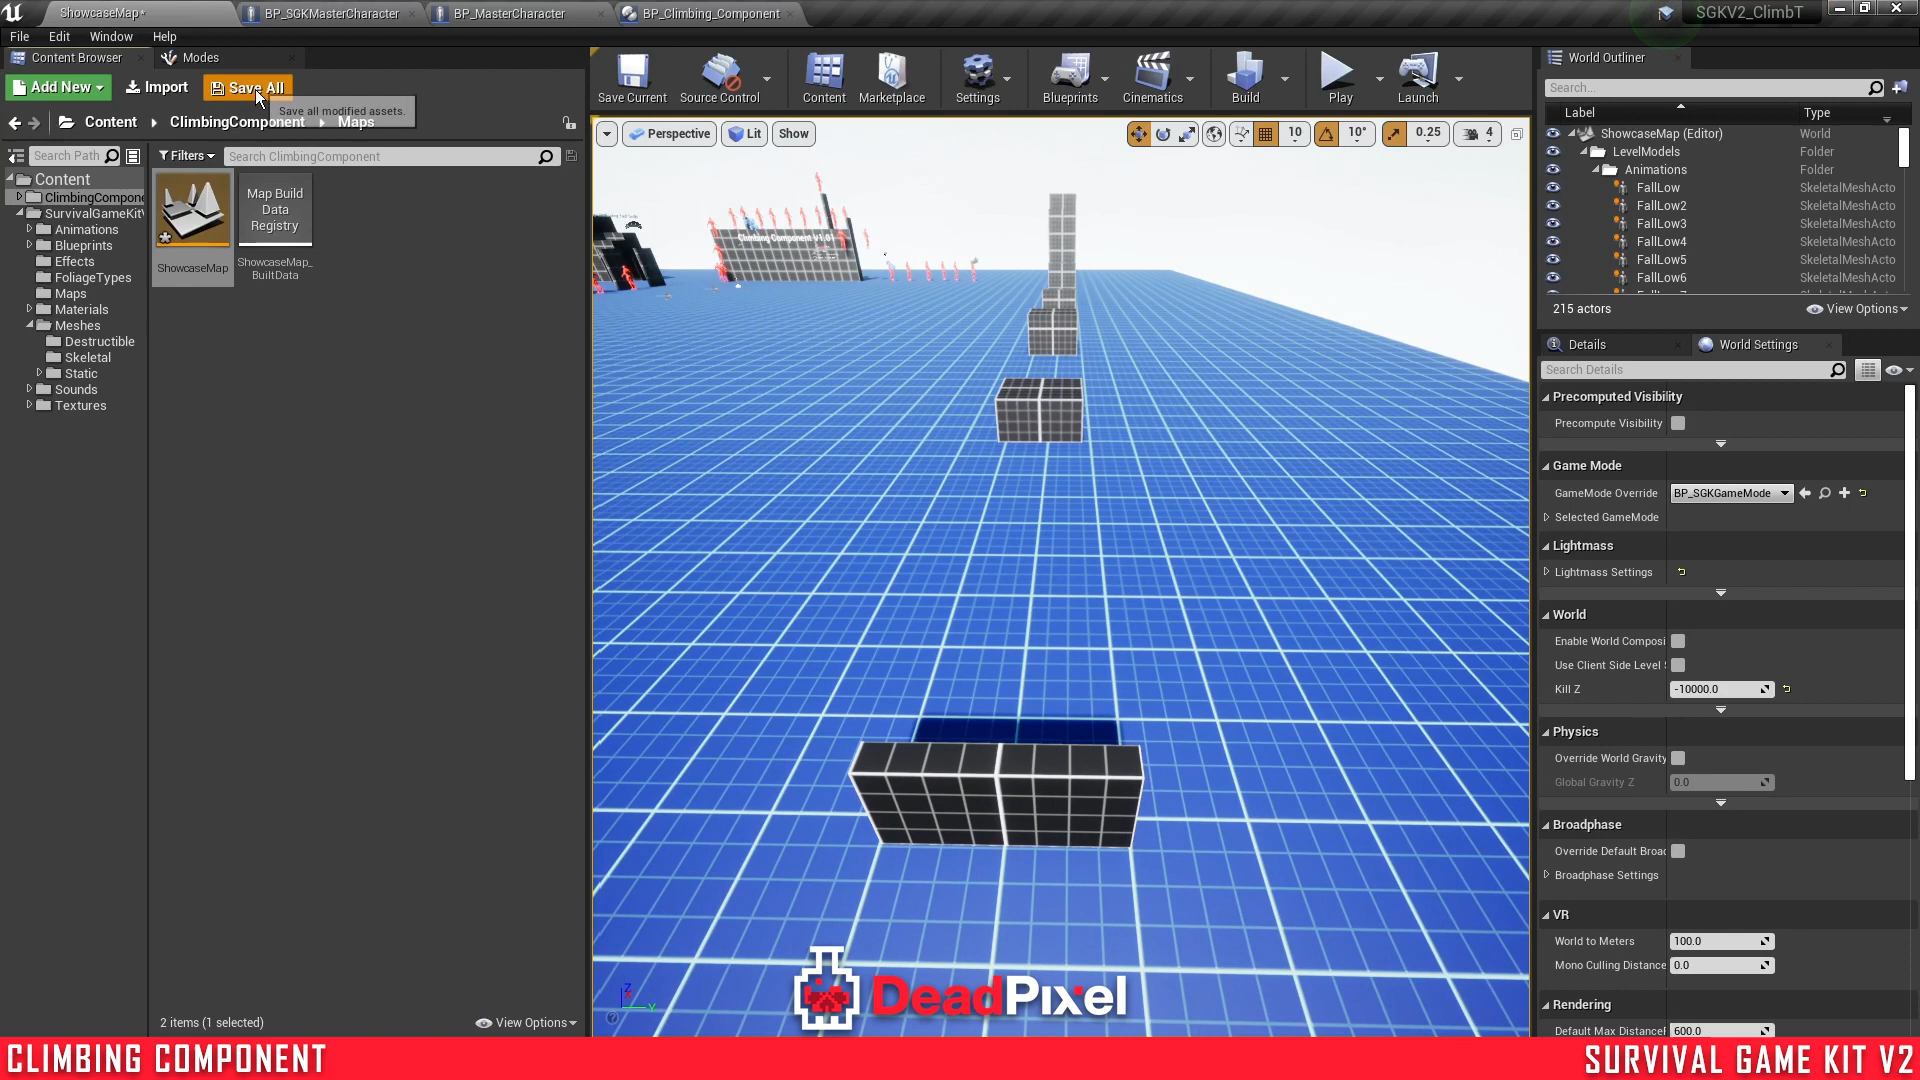 ShowcaseMap*
BP_SGKMasterCharacter
BP_MasterCharacter
BP_Climbing_Component
SGKV2_ClimbT
File Edit Window Help
Content Browser
Modes
Add New
Import
Save All
Save all modified assets.
Content ClimbingComponent Maps
Search Path
Filters
Search ClimbingComponent
Content
ClimbingCompone
SurvivalGameKit
Animations
Blueprints
Effects
FoliageTypes
Maps
Materials
Meshes
Destructible
Skeletal
Static
Sounds
Textures
ShowcaseMap
Map Build
Data
Registry
ShowcaseMap_
BuiltData
2 items (1 selected)
View Options
Save Current
Source Control
Content
Marketplace
Settings
Blueprints
Cinematics
Build
Play
Launch
Perspective
Lit
Show
10
10°
0.25
4
Climbing Component V1.0
Z
Y
DeadPixel
World Outliner
Search...
Label Type
ShowcaseMap (Editor) World
LevelModels Folder
Animations Folder
FallLow SkeletalMeshActo
FallLow2 SkeletalMeshActo
FallLow3 SkeletalMeshActo
FallLow4 SkeletalMeshActo
FallLow5 SkeletalMeshActo
FallLow6 SkeletalMeshActo
215 actors
View Options
Details
World Settings
Search Details
Precomputed Visibility
Precompute Visibility
Game Mode
GameMode Override BP_SGKGameMode
Selected GameMode
Lightmass
Lightmass Settings
World
Enable World Composi
Use Client Side Level
Kill Z -10000.0
Physics
Override World Gravity
Global Gravity Z 0.0
Broadphase
Override Default Broad
Broadphase Settings
VR
World to Meters 100.0
Mono Culling Distance 0.0
Rendering
Default Max DistanceF 600.0
CLIMBING COMPONENT
SURVIVAL GAME KIT V2